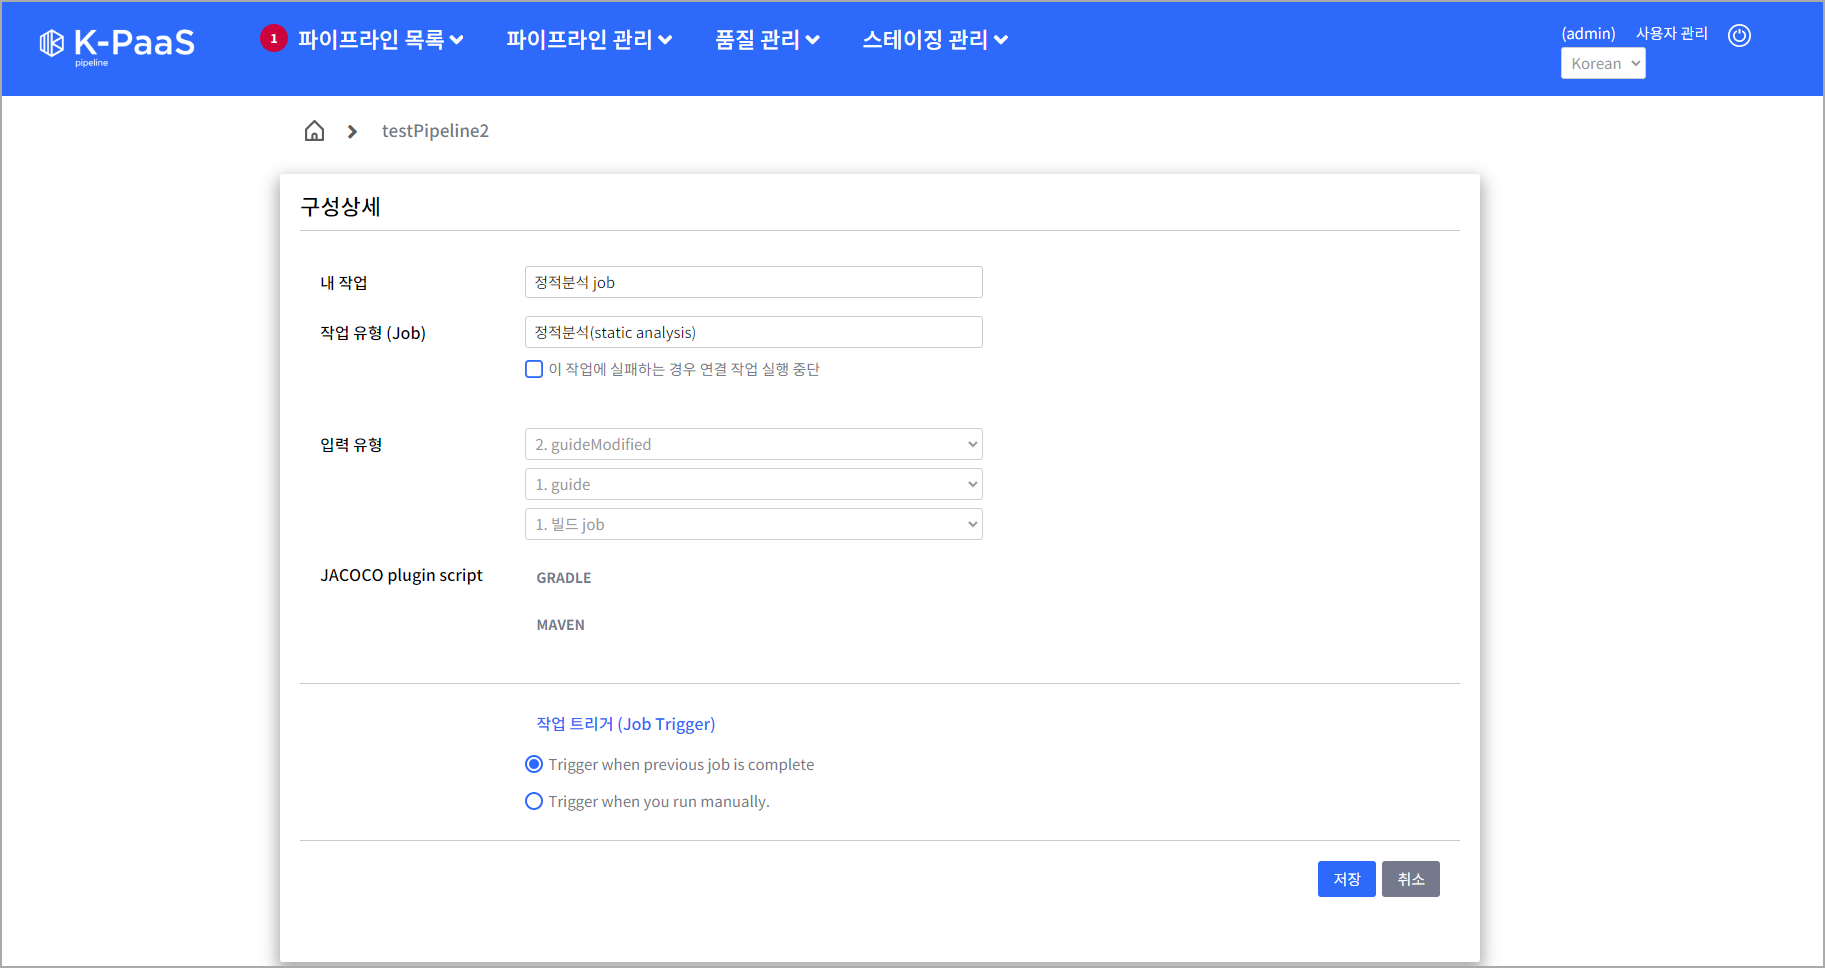 K-PaaS
pipeline
1 파이프라인 목록
파이프라인 관리
품질 관리
스테이징 관리
(admin)
사용자 관리
Korean
testPipeline2
구성상세
내 작업
정적분석 job
작업 유형 (Job)
정적분석(static analysis)
이 작업에 실패하는 경우 연결 작업 실행 중단
입력 유형
2. guideModified
1. guide
1. 빌드 job
JACOCO plugin script
GRADLE
MAVEN
작업 트리거 (Job Trigger)
Trigger when previous job is complete
Trigger when you run manually.
저장
취소